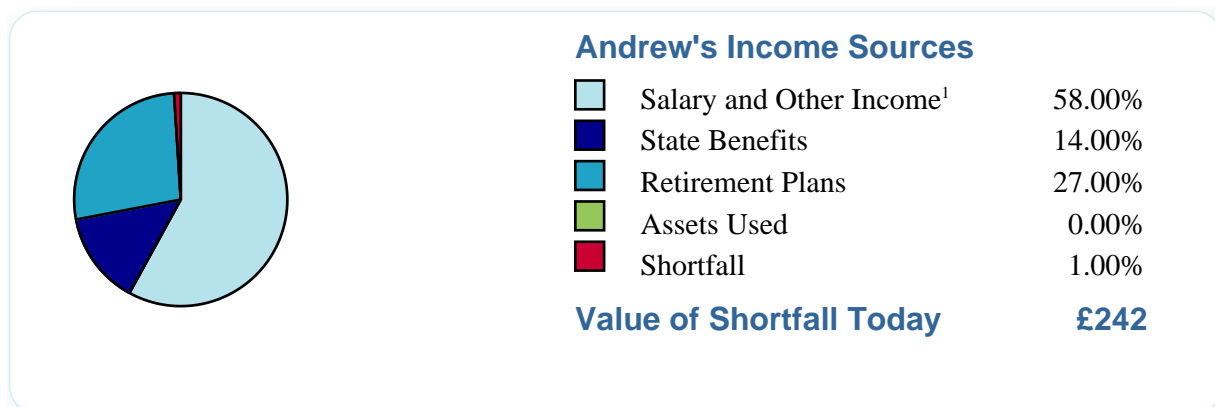 Andrew's Income Sources
Salary and Other Income¹ 58.00%
State Benefits 14.00%
Retirement Plans 27.00%
Assets Used 0.00%
Shortfall 1.00%
Value of Shortfall Today £242